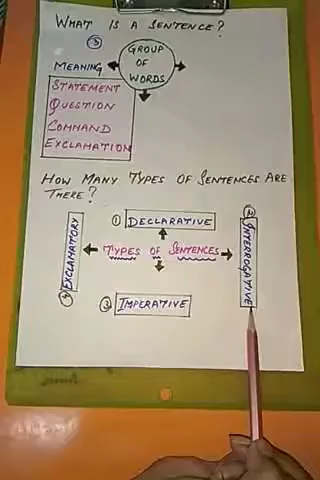 WHAT IS A SENTENCE?
③
GROUP
OF
WORDS
MEANING
STATEMENT
QUESTION
COMMAND
EXCLAMATION
HOW MANY TYPES OF SENTENCES ARE
THERE?
① DECLARATIVE
② INTERROGATIVE
④ EXCLAMATORY
TYPES OF SENTENCES
③ IMPERATIVE